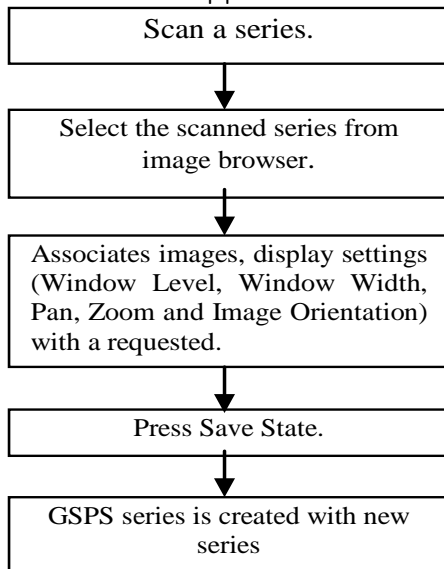 Scan a series.
Select the scanned series from
image browser.
Associates images, display settings
(Window Level, Window Width,
Pan, Zoom and Image Orientation)
with a requested.
Press Save State.
GSPS series is created with new
series